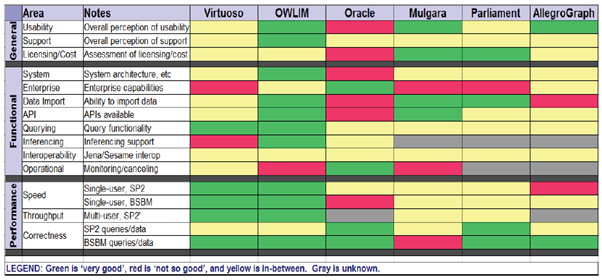 Area Notes Virtuoso OWLIM Oracle Mulgara Parliament AllegroGraph
General
Usability Overall perception of usability
Support Overall perception of support
Licensing/Cost Assessment of licensing/cost
Functional
System System architecture, etc
Enterprise Enterprise capabilities
Data Import Ability to import data
API APIs available
Querying Query functionality
Inferencing Inferencing support
Interoperability Jena/Sesame interop
Operational Monitoring/canceling
Performance
Speed Single-user, SP2
Single-user, BSBM
Throughput Multi-user, SP2'
Correctness SP2 queries/data
BSBM queries/data
LEGEND: Green is 'very good', red is 'not so good', and yellow is in-between. Gray is unknown.